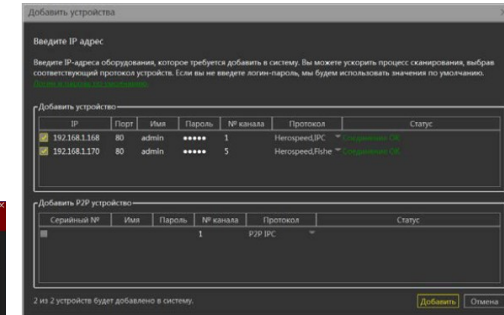 Добавить устройства
Введите IP адрес
Введите IP-адреса оборудования, которое требуется добавить в систему. Вы можете ускорить процесс сканирования, выбрав
соответствующий протокол устройств. Если вы не введете логин-пароль, мы будем использовать значения по умолчанию.
Добавить устройство
IP Порт Имя Пароль № канала Протокол Статус
192.168.1.168 80 admin ●●●●● 1 Herospeed,IPC Соединения ОК
192.168.1.170 80 admin ●●●●● 5 Herospeed,Fishe Соединения ОК
Добавить P2P устройство
Серийный № Имя Пароль № канала Протокол Статус
1 P2P IPC
2 из 2 устройств будет добавлено в систему.
Добавить Отмена